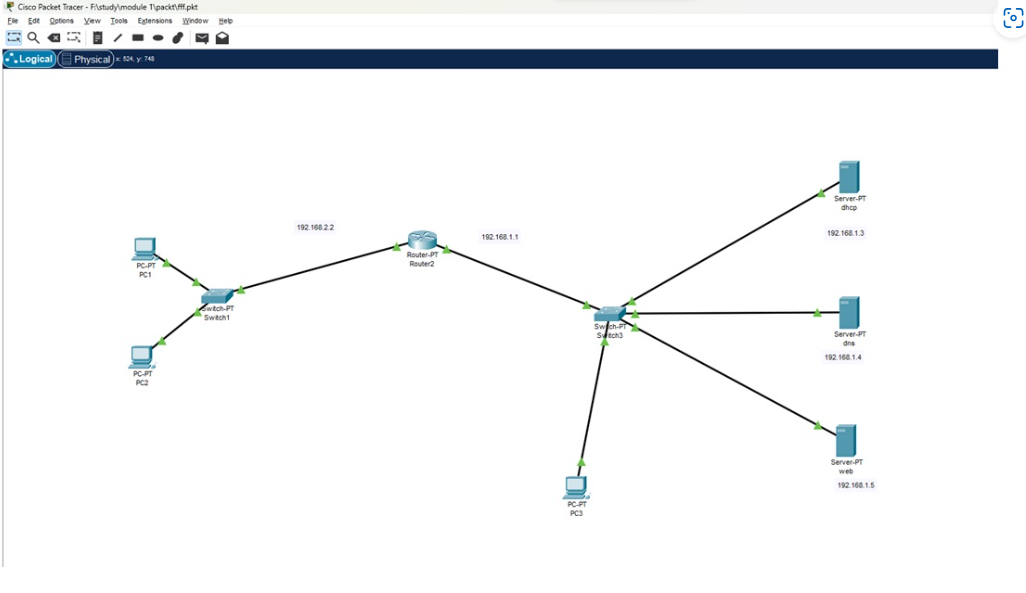 Cisco Packet Tracer - F:\study\module 1\packt\fff.pkt
File Edit Options View Tools Extensions Window Help
Logical Physical x: 524, y: 748
Server-PT
dhcp
192.168.1.3
192.168.2.2
192.168.1.1
Router-PT
Router2
PC-PT
PC1
Switch-PT
Switch1
Switch-PT
Switch3
Server-PT
dns
192.168.1.4
PC-PT
PC2
Server-PT
web
192.168.1.5
PC-PT
PC3